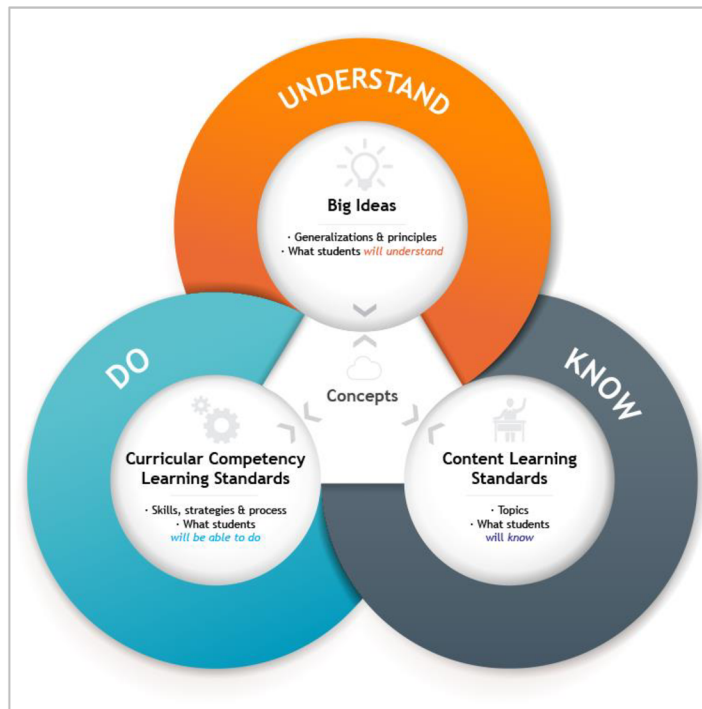 UNDERSTAND
Big Ideas
· Generalizations & principles
· What students will understand
DO
KNOW
Concepts
Curricular Competency
Learning Standards
· Skills, strategies & process
· What students
will be able to do
Content Learning
Standards
· Topics
· What students
will know